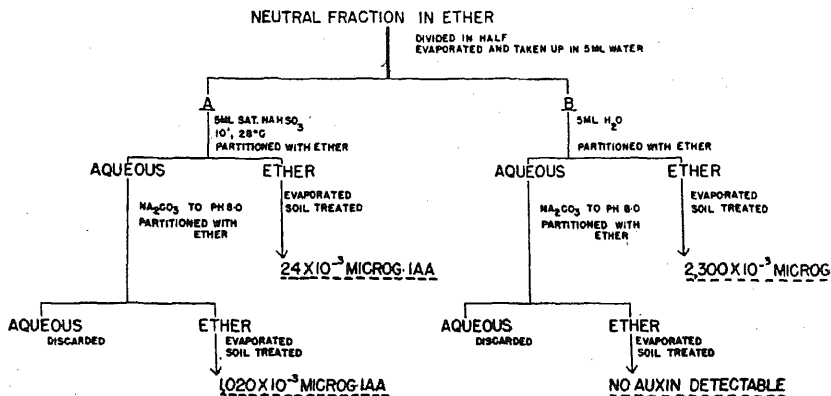 NEUTRAL FRACTION IN ETHER
DIVIDED IN HALF
EVAPORATED AND TAKEN UP IN 5ML WATER
A
5ML SAT. NAHSO3
10', 28°C
PARTITIONED WITH ETHER
AQUEOUS
ETHER
NA2CO3 TO PH 8·0
PARTITIONED WITH
ETHER
EVAPORATED
SOIL TREATED
24 X 10⁻³ MICROG·IAA
AQUEOUS
DISCARDED
ETHER
EVAPORATED
SOIL TREATED
1,020 X 10⁻³ MICROG·IAA
B
5ML H2O
PARTITIONED WITH ETHER
AQUEOUS
ETHER
NA2CO3 TO PH 8·0
PARTITIONED WITH
ETHER
EVAPORATED
SOIL TREATED
2,300 X 10⁻³ MICROG
AQUEOUS
DISCARDED
ETHER
EVAPORATED
SOIL TREATED
NO AUXIN DETECTABLE